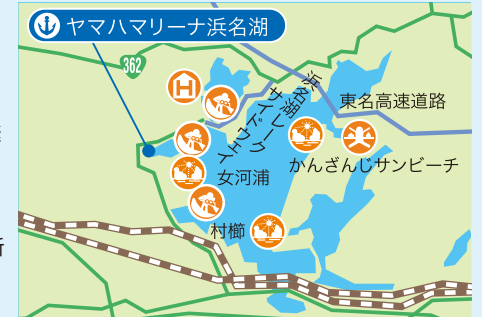 ヤマハマリーナ浜名湖
362
H
浜名湖
レーク
サイドウェイ
東名高速道路
かんざんじサンビーチ
女河浦
村櫛
所